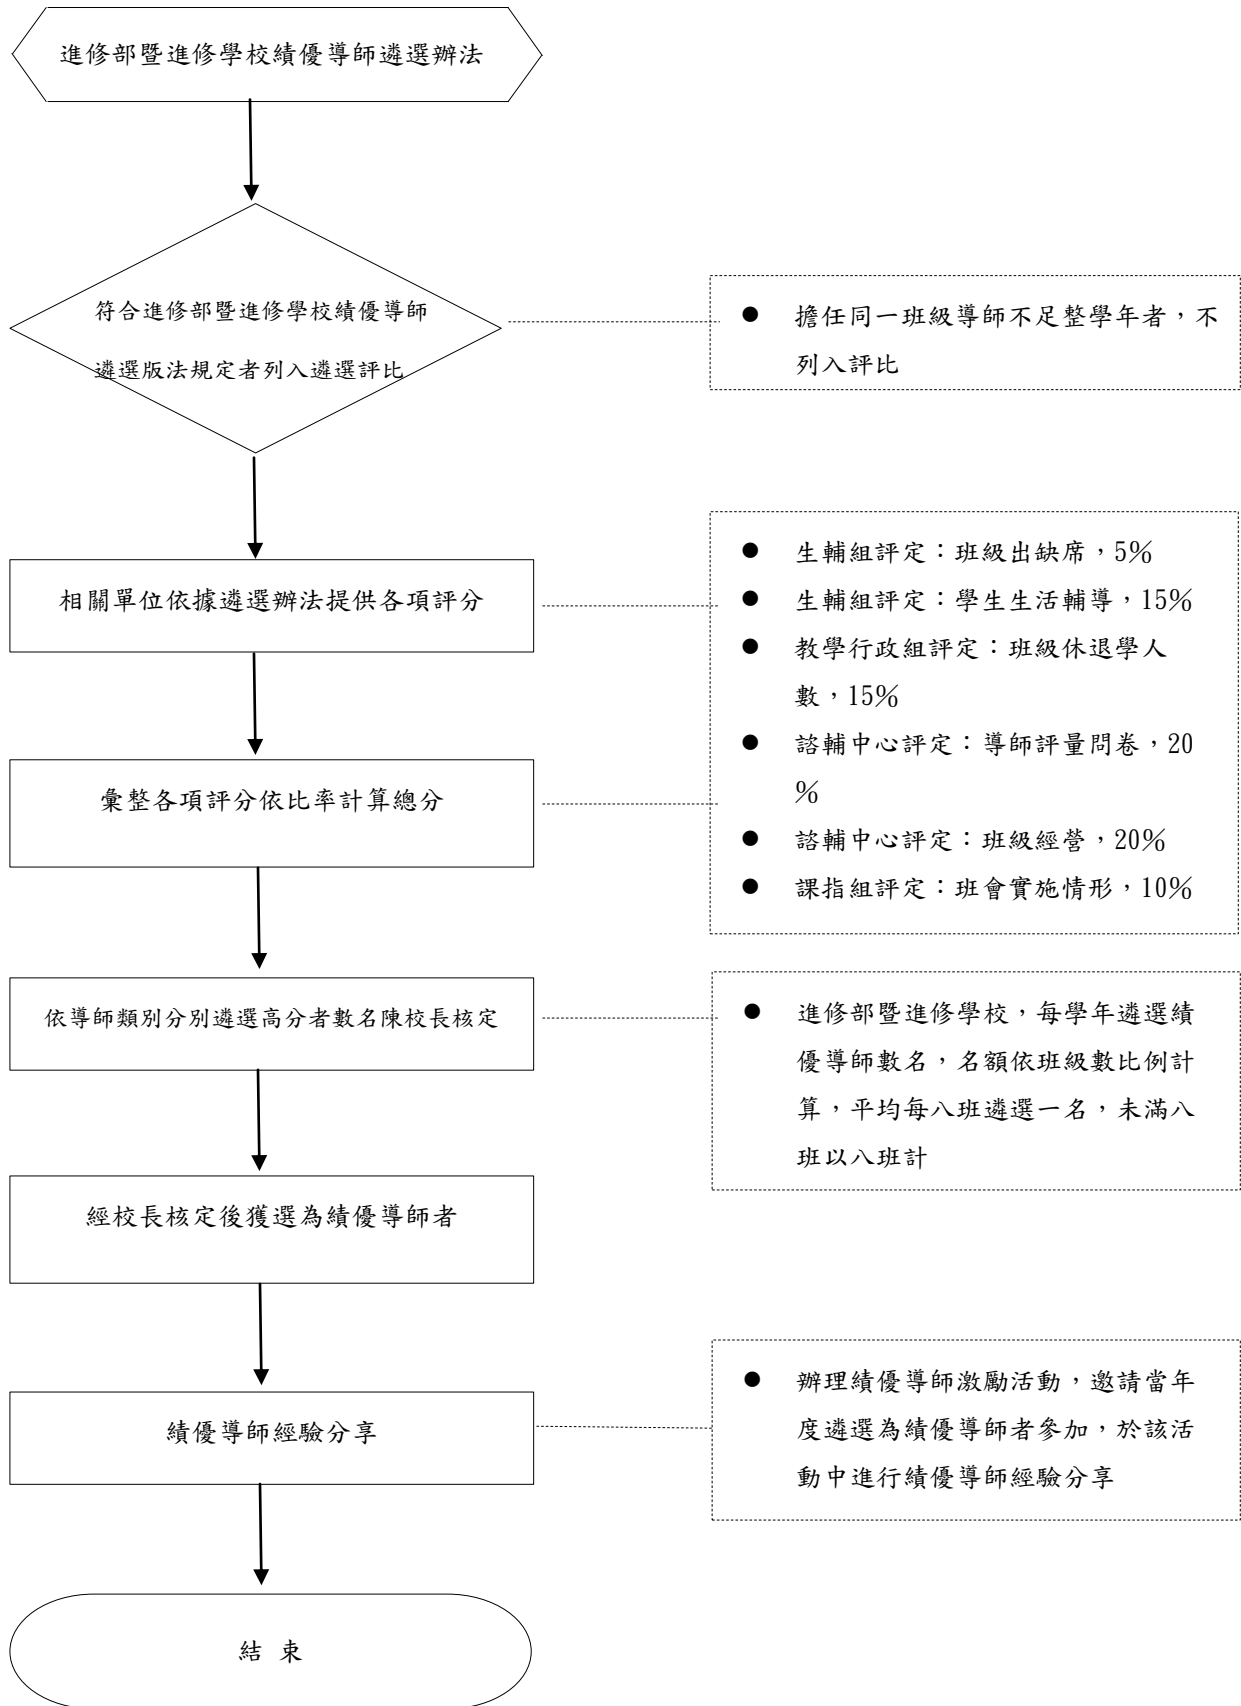 進修部暨進修學校績優導師遴選辦法
符合進修部暨進修學校績優導師
遴選版法規定者列入遴選評比
● 擔任同一班級導師不足整學年者，不
列入評比
相關單位依據遴選辦法提供各項評分
彙整各項評分依比率計算總分
● 生輔組評定：班級出缺席，5%
● 生輔組評定：學生生活輔導，15%
● 教學行政組評定：班級休退學人
數，15%
● 諮輔中心評定：導師評量問卷，20
%
● 諮輔中心評定：班級經營，20%
● 課指組評定：班會實施情形，10%
依導師類別分別遴選高分者數名陳校長核定
● 進修部暨進修學校，每學年遴選績
優導師數名，名額依班級數比例計
算，平均每八班遴選一名，未滿八
班以八班計
經校長核定後獲選為績優導師者
績優導師經驗分享
● 辦理績優導師激勵活動，邀請當年
度遴選為績優導師者參加，於該活
動中進行績優導師經驗分享
結 束